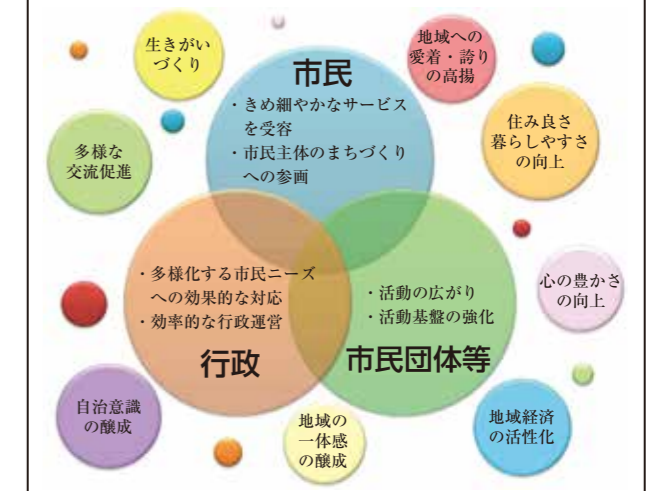 生きがい
づくり
地域への
愛着・誇り
の高揚
市民
・きめ細やかなサービス
を受容
・市民主体のまちづくり
への参画
住み良さ
暮らしやすさ
の向上
多様な
交流促進
・多様化する市民ニーズ
への効果的な対応
・効率的な行政運営
行政
・活動の広がり
・活動基盤の強化
市民団体等
心の豊かさ
の向上
自治意識
の醸成
地域の
一体感
の醸成
地域経済
の活性化